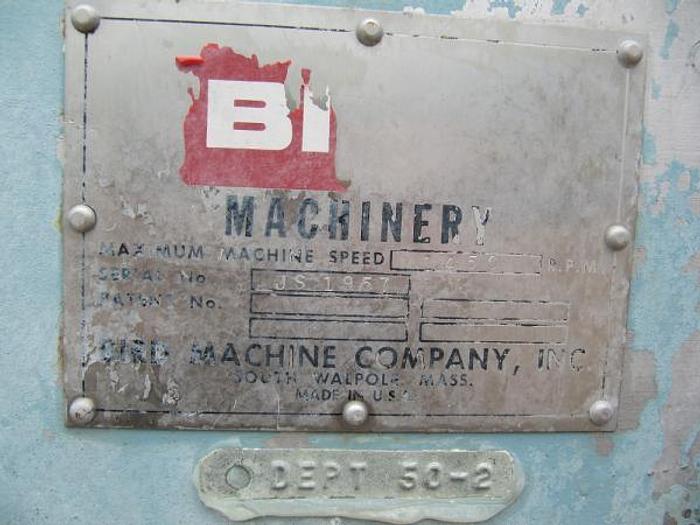 BI
MACHINERY
MAXIMUM MACHINE SPEED R.P.M.
SERIAL No JS-1967
PATENT No.
BIRD MACHINE COMPANY, INC
SOUTH WALPOLE, MASS.
MADE IN U.S.A.
DEPT 50-2